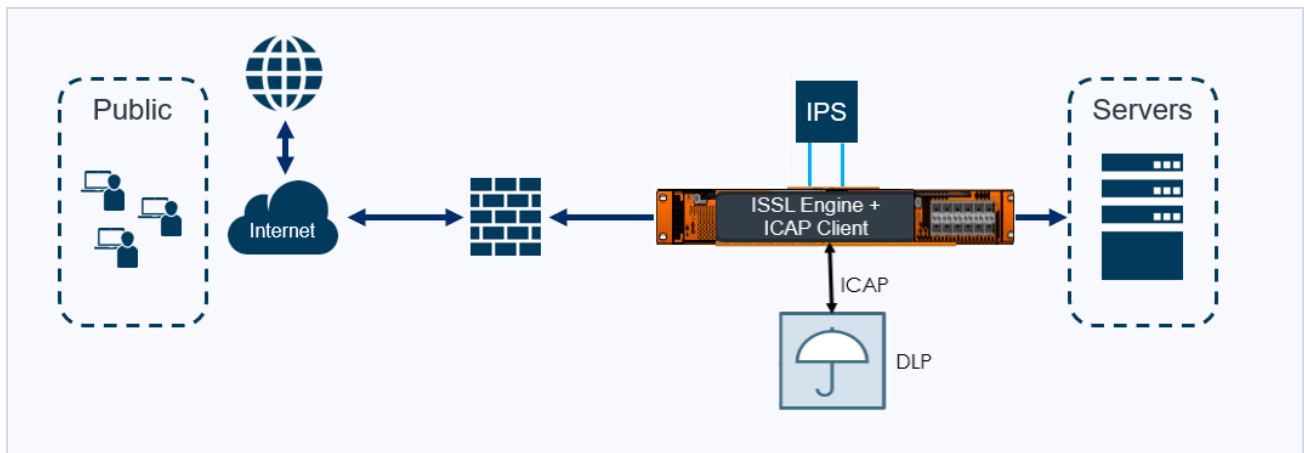 Public
Internet
IPS
ISSL Engine +
ICAP Client
ICAP
DLP
Servers